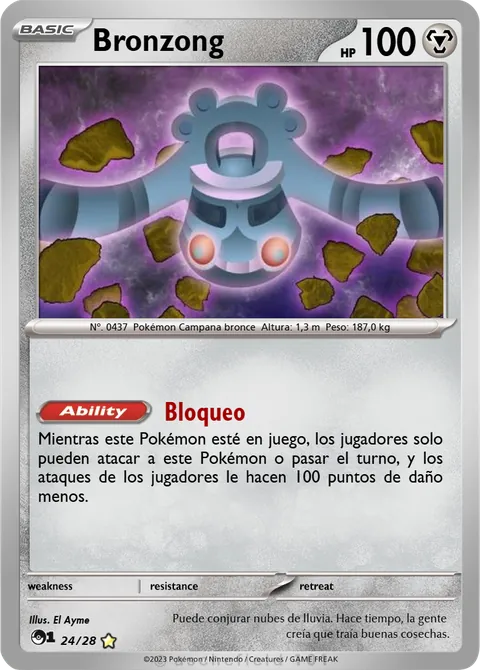 BASIC
Bronzong
HP 100
Nº. 0437 Pokémon Campana bronce Altura: 1,3 m Peso: 187,0 kg
Ability Bloqueo
Mientras este Pokémon esté en juego, los jugadores solo
pueden atacar a este Pokémon o pasar el turno, y los
ataques de los jugadores le hacen 100 puntos de daño
menos.
weakness resistance retreat
Illus. El Ayme
Puede conjurar nubes de lluvia. Hace tiempo, la gente
creía que traía buenas cosechas.
1 24/28
©2023 Pokémon / Nintendo / Creatures / GAME FREAK